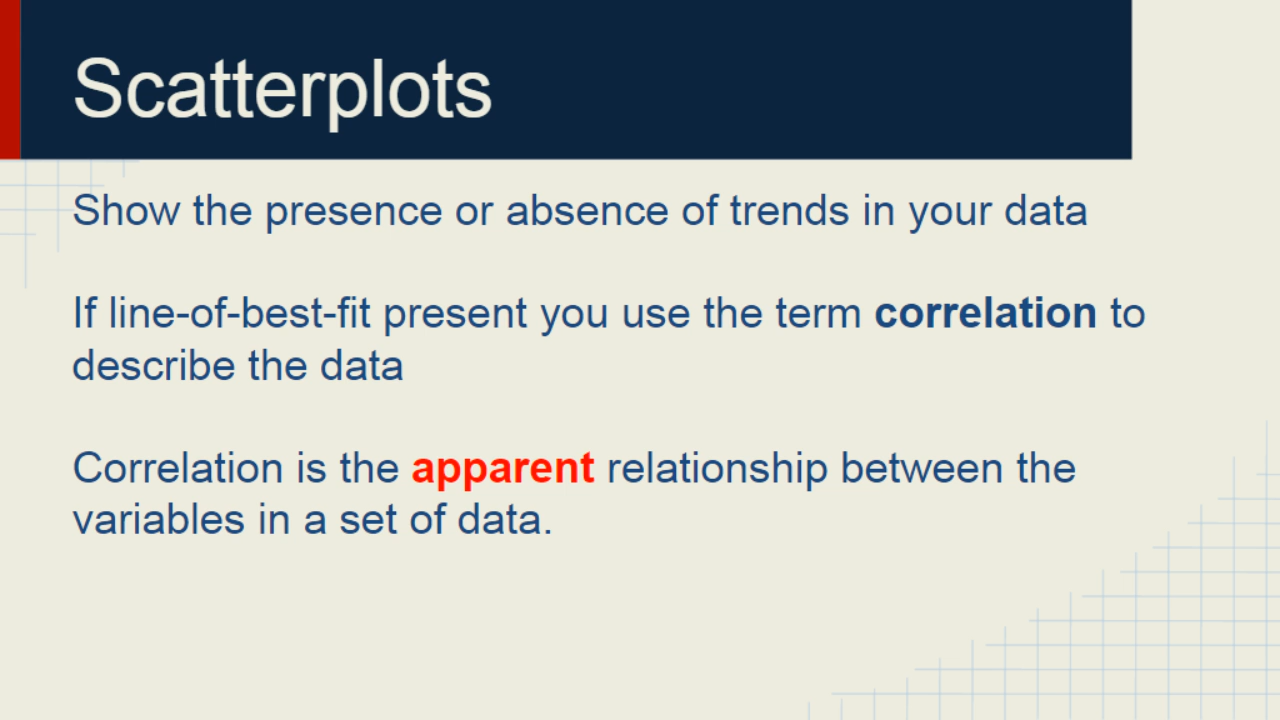 Scatterplots
Show the presence or absence of trends in your data
If line-of-best-fit present you use the term correlation to
describe the data
Correlation is the apparent relationship between the
variables in a set of data.